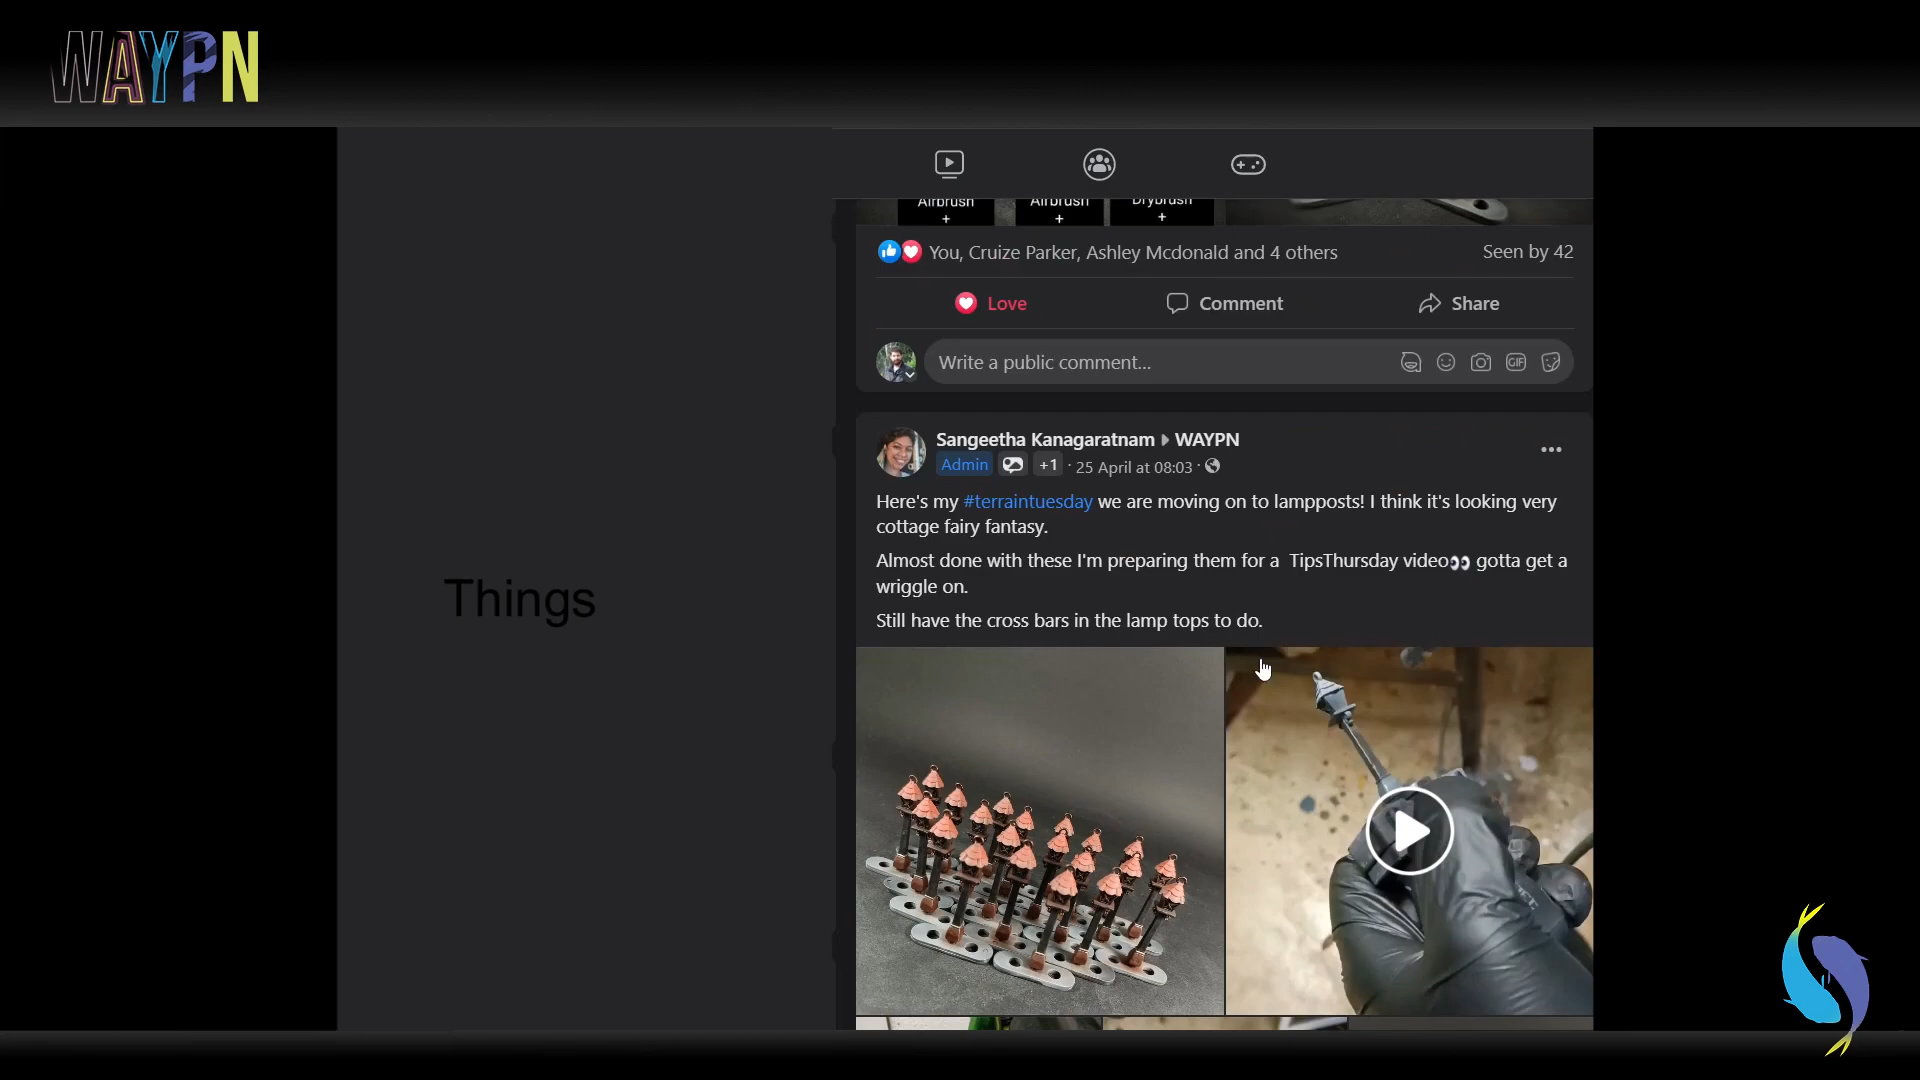 WAYPN
Airbrush
+
Airbrush
+
Drybrush
+
You, Cruize Parker, Ashley Mcdonald and 4 others
Seen by 42
Love
Comment
Share
Write a public comment...
GIF
Sangeetha Kanagaratnam WAYPN
Admin +1 · 25 April at 08:03 ·
Here's my #terraintuesday we are moving on to lampposts! I think it's looking very
cottage fairy fantasy.
Almost done with these I'm preparing them for a TipsThursday video👀 gotta get a
wriggle on.
Still have the cross bars in the lamp tops to do.
Things